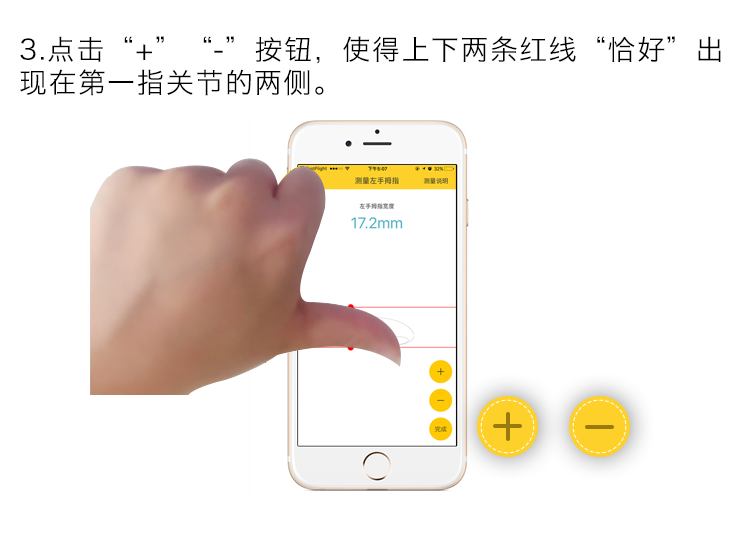 3.点击“+”“-”按钮，使得上下两条红线“恰好”出
现在第一指关节的两侧。
下午6:07
32%
测量左手拇指
测量说明
左手拇指宽度
17.2mm
+
−
完成
+
−